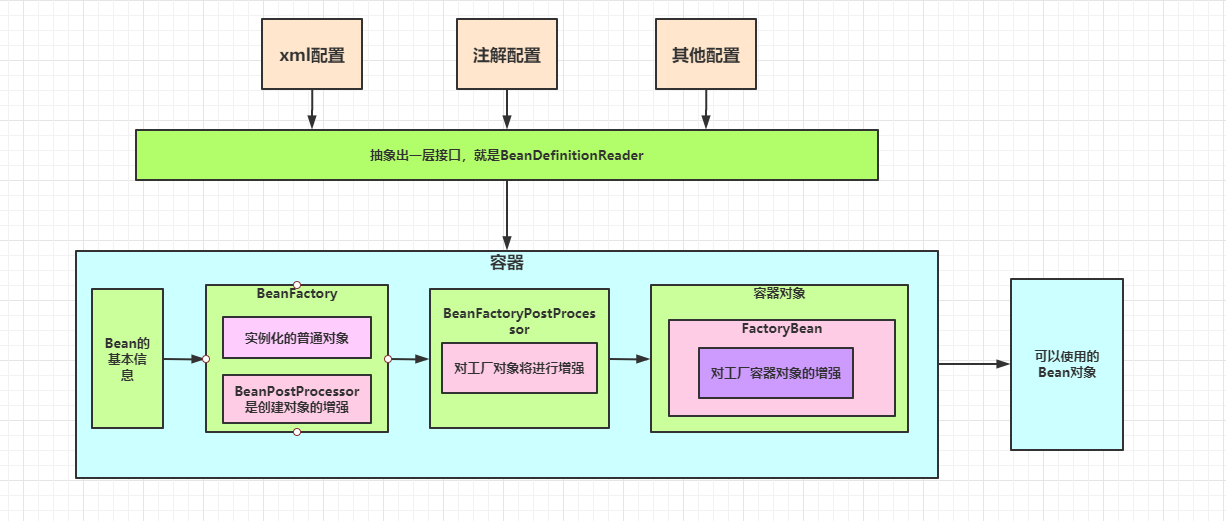 xml配置
注解配置
其他配置
抽象出一层接口，就是BeanDefinitionReader
容器
Bean的
基本信
息
BeanFactory
实例化的普通对象
BeanPostProcessor
是创建对象的增强
BeanFactoryPostProces
sor
对工厂对象将进行增强
容器对象
FactoryBean
对工厂容器对象的增强
可以使用的
Bean对象